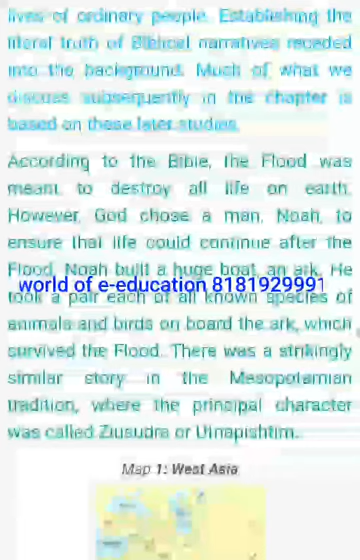 lives of ordinary people. Establishing the
literal truth of Biblical narratives receded
into the background. Much of what we
discuss subsequently in the chapter is
based on these later studies.
According to the Bible, the Flood was
meant to destroy all life on earth.
However, God chose a man, Noah, to
ensure that life could continue after the
Flood. Noah built a huge boat, an ark. He
world of e-education 8181929991
took a pair each of all known species of
animals and birds on board the ark, which
survived the Flood. There was a strikingly
similar story in the Mesopotamian
tradition, where the principal character
was called Ziusudra or Utnapishtim.
Map 1: West Asia